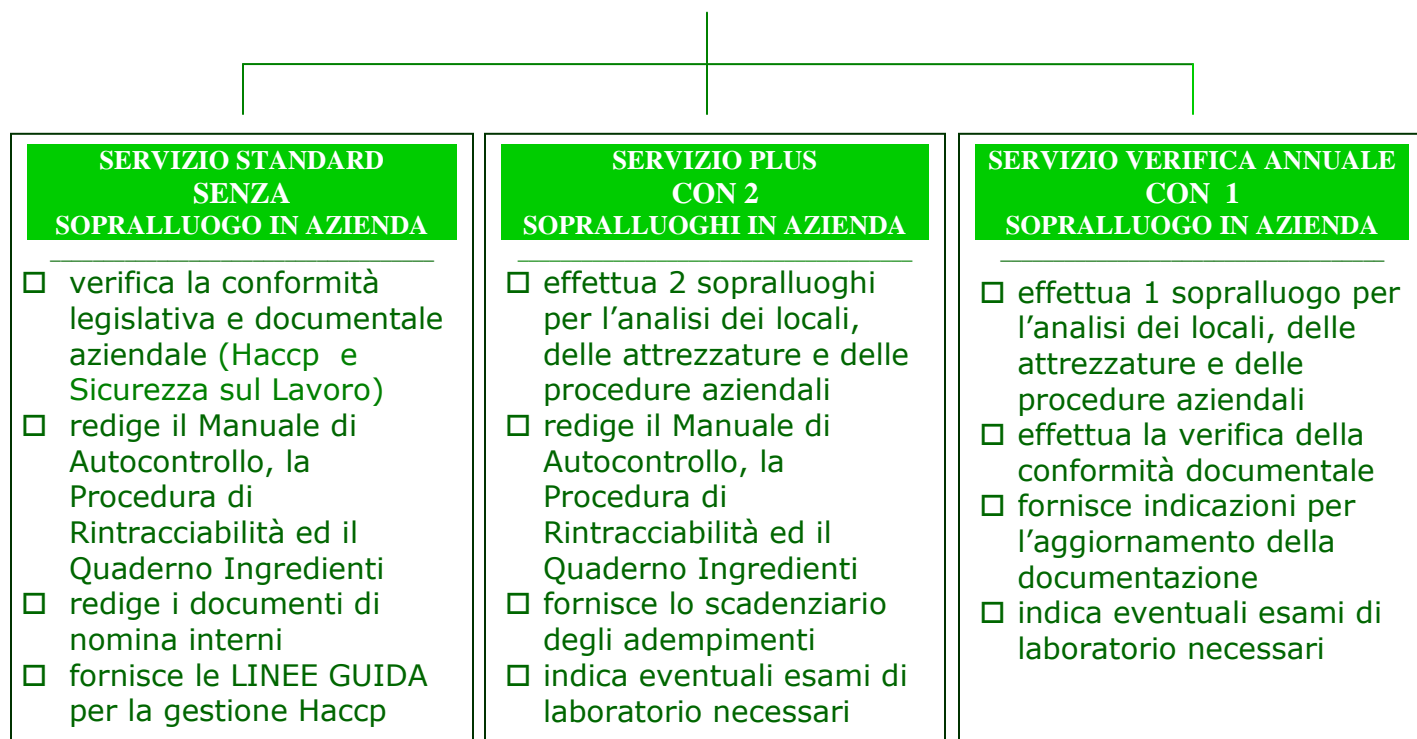 SERVIZIO STANDARD
SENZA
SOPRALLUOGO IN AZIENDA
verifica la conformità
legislativa e documentale
aziendale (Haccp e
Sicurezza sul Lavoro)
redige il Manuale di
Autocontrollo, la
Procedura di
Rintracciabilità ed il
Quaderno Ingredienti
redige i documenti di
nomina interni
fornisce le LINEE GUIDA
per la gestione Haccp
SERVIZIO PLUS
CON 2
SOPRALLUOGHI IN AZIENDA
effettua 2 sopralluoghi
per l’analisi dei locali,
delle attrezzature e delle
procedure aziendali
redige il Manuale di
Autocontrollo, la
Procedura di
Rintracciabilità ed il
Quaderno Ingredienti
fornisce lo scadenziario
degli adempimenti
indica eventuali esami di
laboratorio necessari
SERVIZIO VERIFICA ANNUALE
CON 1
SOPRALLUOGO IN AZIENDA
effettua 1 sopralluogo per
l’analisi dei locali, delle
attrezzature e delle
procedure aziendali
effettua la verifica della
conformità documentale
fornisce indicazioni per
l’aggiornamento della
documentazione
indica eventuali esami di
laboratorio necessari